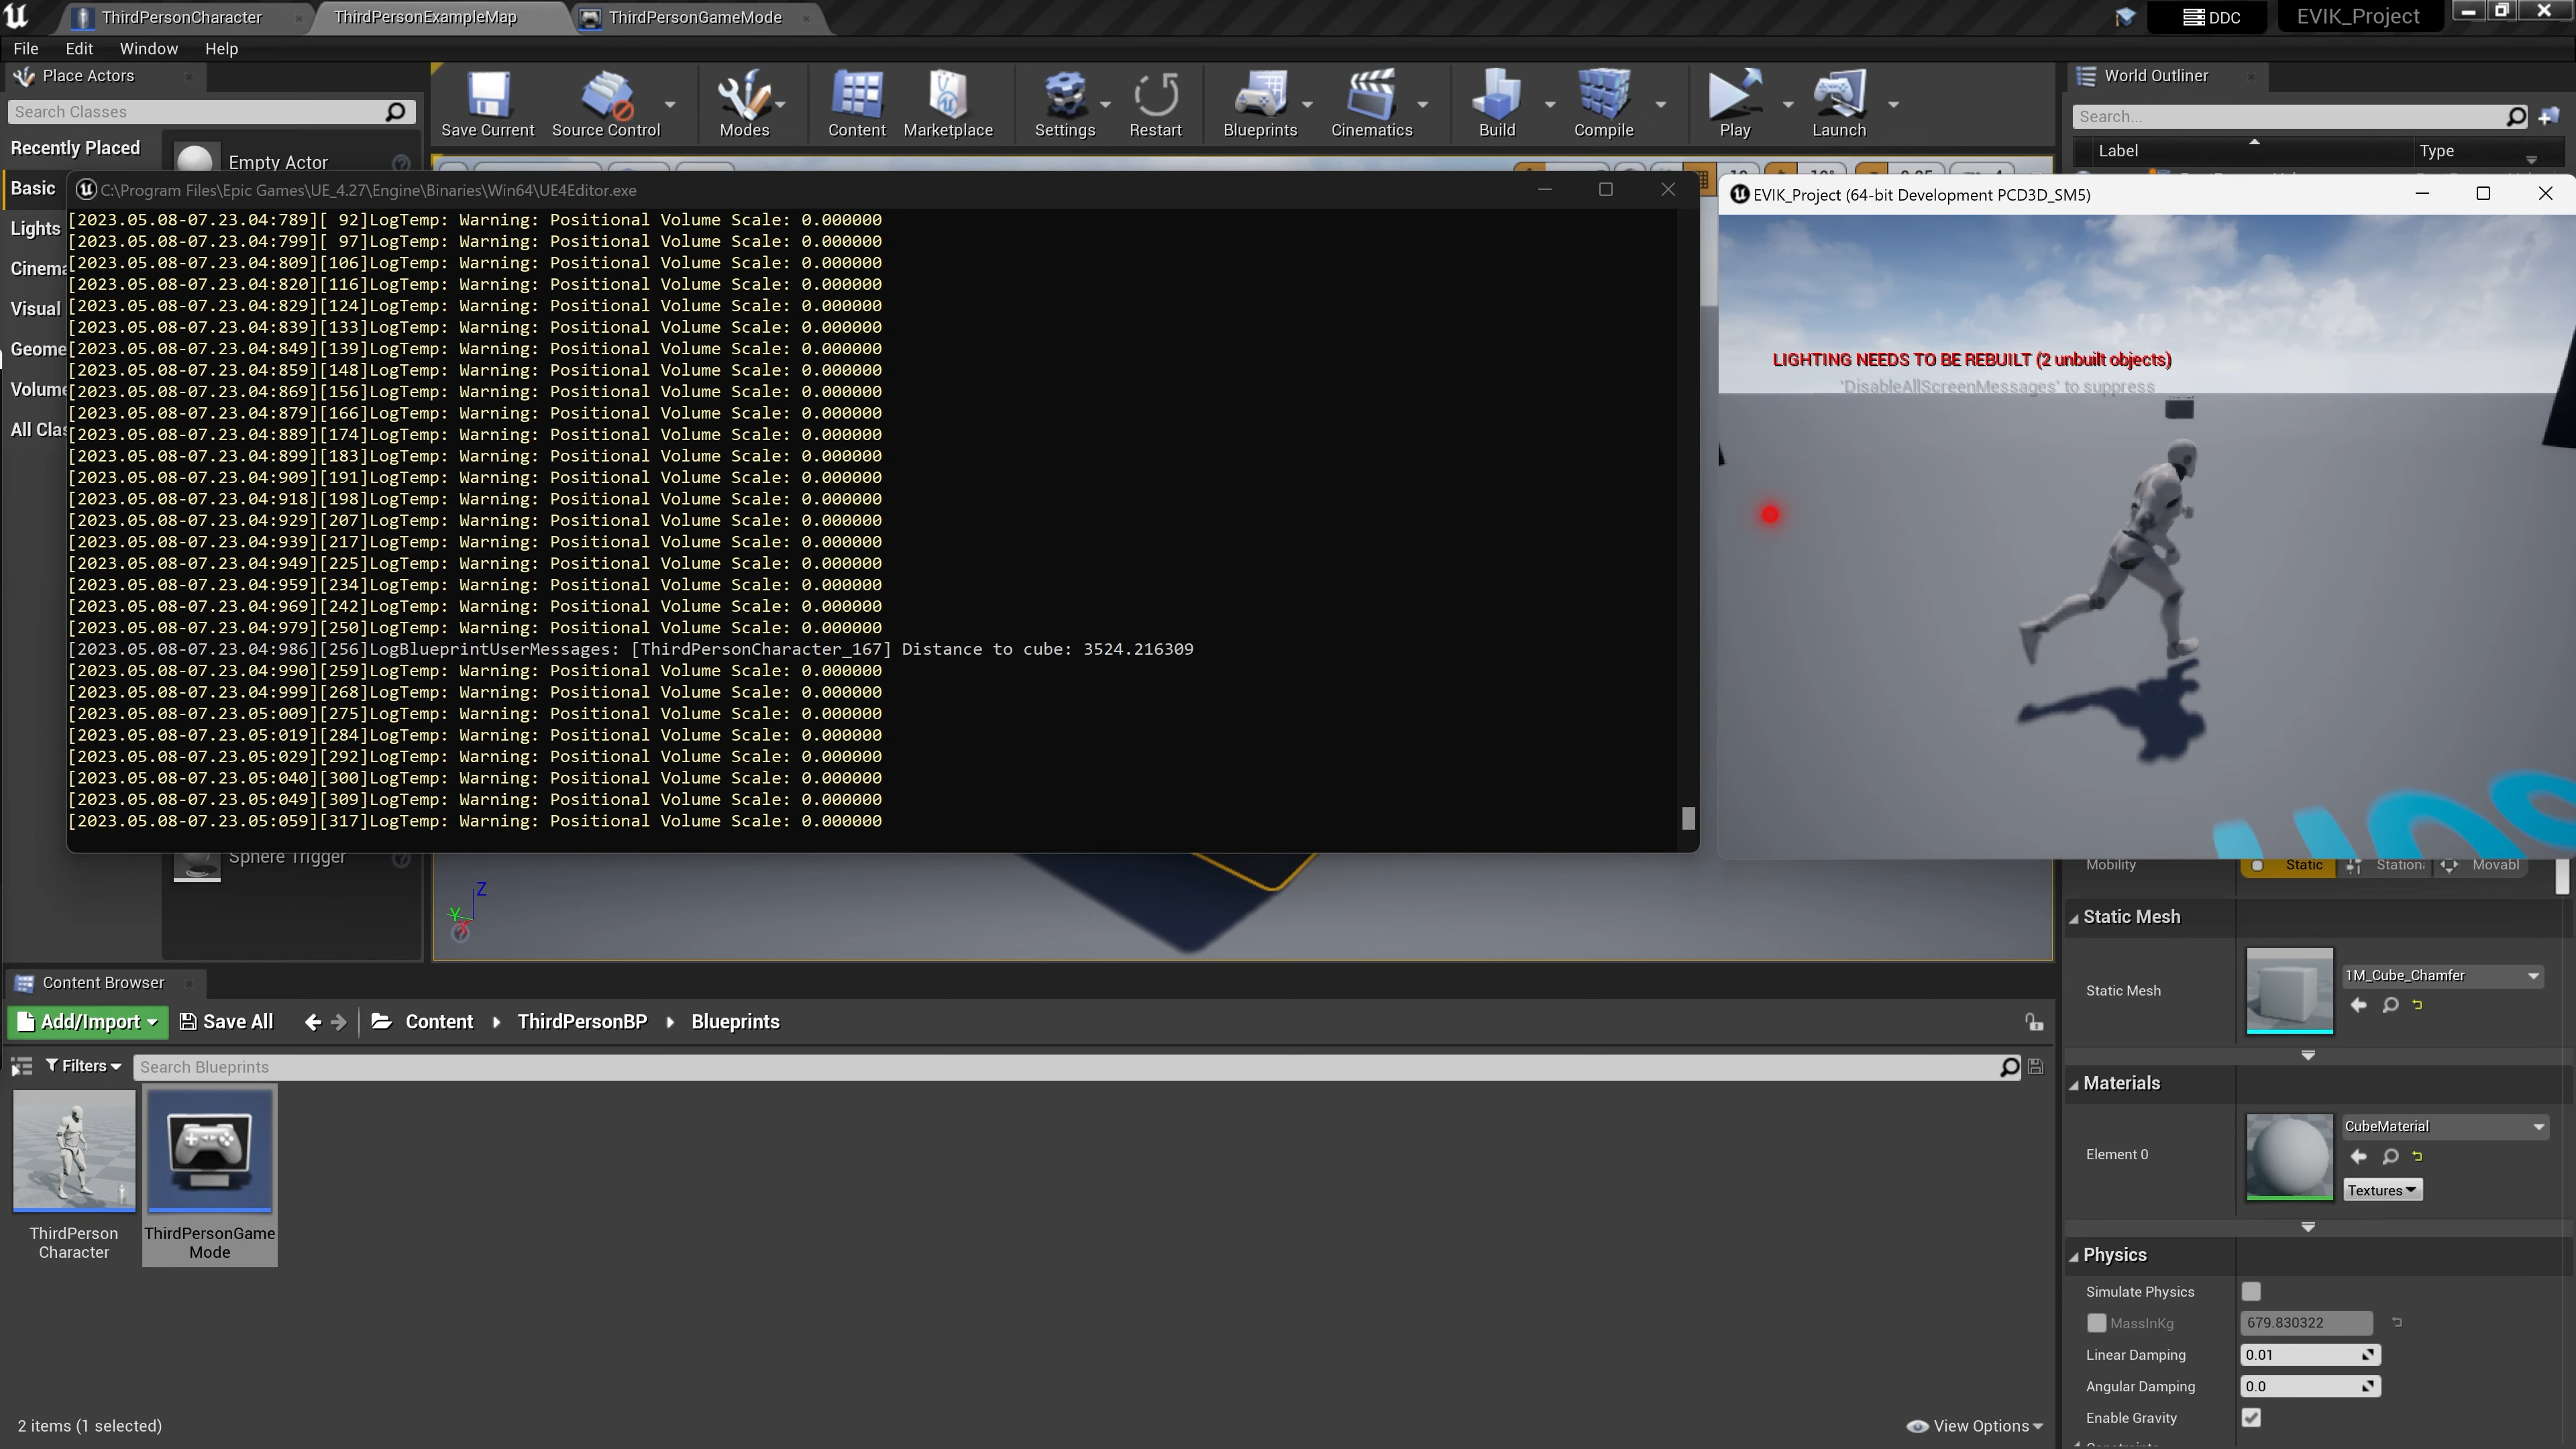 ThirdPersonCharacter
ThirdPersonExampleMap
ThirdPersonGameMode
DDC
EVIK_Project
File Edit Window Help
Place Actors
Search Classes
Recently Placed
Basic
Lights
Cinema
Visual
Geome
Volume
All Clas
Empty Actor
Save Current
Source Control
Modes
Content
Marketplace
Settings
Restart
Blueprints
Cinematics
Build
Compile
Play
Launch
World Outliner
Search...
Label Type
C:\Program Files\Epic Games\UE_4.27\Engine\Binaries\Win64\UE4Editor.exe
[2023.05.08-07.23.04:789][ 92]LogTemp: Warning: Positional Volume Scale: 0.000000
[2023.05.08-07.23.04:799][ 97]LogTemp: Warning: Positional Volume Scale: 0.000000
[2023.05.08-07.23.04:809][106]LogTemp: Warning: Positional Volume Scale: 0.000000
[2023.05.08-07.23.04:820][116]LogTemp: Warning: Positional Volume Scale: 0.000000
[2023.05.08-07.23.04:829][124]LogTemp: Warning: Positional Volume Scale: 0.000000
[2023.05.08-07.23.04:839][133]LogTemp: Warning: Positional Volume Scale: 0.000000
[2023.05.08-07.23.04:849][139]LogTemp: Warning: Positional Volume Scale: 0.000000
[2023.05.08-07.23.04:859][148]LogTemp: Warning: Positional Volume Scale: 0.000000
[2023.05.08-07.23.04:869][156]LogTemp: Warning: Positional Volume Scale: 0.000000
[2023.05.08-07.23.04:879][166]LogTemp: Warning: Positional Volume Scale: 0.000000
[2023.05.08-07.23.04:889][174]LogTemp: Warning: Positional Volume Scale: 0.000000
[2023.05.08-07.23.04:899][183]LogTemp: Warning: Positional Volume Scale: 0.000000
[2023.05.08-07.23.04:909][191]LogTemp: Warning: Positional Volume Scale: 0.000000
[2023.05.08-07.23.04:918][198]LogTemp: Warning: Positional Volume Scale: 0.000000
[2023.05.08-07.23.04:929][207]LogTemp: Warning: Positional Volume Scale: 0.000000
[2023.05.08-07.23.04:939][217]LogTemp: Warning: Positional Volume Scale: 0.000000
[2023.05.08-07.23.04:949][225]LogTemp: Warning: Positional Volume Scale: 0.000000
[2023.05.08-07.23.04:959][234]LogTemp: Warning: Positional Volume Scale: 0.000000
[2023.05.08-07.23.04:969][242]LogTemp: Warning: Positional Volume Scale: 0.000000
[2023.05.08-07.23.04:979][250]LogTemp: Warning: Positional Volume Scale: 0.000000
[2023.05.08-07.23.04:986][256]LogBlueprintUserMessages: [ThirdPersonCharacter_167] Distance to cube: 3524.216309
[2023.05.08-07.23.04:990][259]LogTemp: Warning: Positional Volume Scale: 0.000000
[2023.05.08-07.23.04:999][268]LogTemp: Warning: Positional Volume Scale: 0.000000
[2023.05.08-07.23.05:009][275]LogTemp: Warning: Positional Volume Scale: 0.000000
[2023.05.08-07.23.05:019][284]LogTemp: Warning: Positional Volume Scale: 0.000000
[2023.05.08-07.23.05:029][292]LogTemp: Warning: Positional Volume Scale: 0.000000
[2023.05.08-07.23.05:040][300]LogTemp: Warning: Positional Volume Scale: 0.000000
[2023.05.08-07.23.05:049][309]LogTemp: Warning: Positional Volume Scale: 0.000000
[2023.05.08-07.23.05:059][317]LogTemp: Warning: Positional Volume Scale: 0.000000
EVIK_Project (64-bit Development PCD3D_SM5)
LIGHTING NEEDS TO BE REBUILT (2 unbuilt objects)
'DisableAllScreenMessages' to suppress
Sphere Trigger
Z
Y
Mobility Static Station Movabl
Static Mesh
Static Mesh
1M_Cube_Chamfer
Materials
Element 0
CubeMaterial
Textures
Physics
Simulate Physics
MassInKg 679.830322
Linear Damping 0.01
Angular Damping 0.0
Enable Gravity
Content Browser
Add/Import Save All Content ThirdPersonBP Blueprints
Filters Search Blueprints
ThirdPerson
Character
ThirdPersonGame
Mode
2 items (1 selected)
View Options